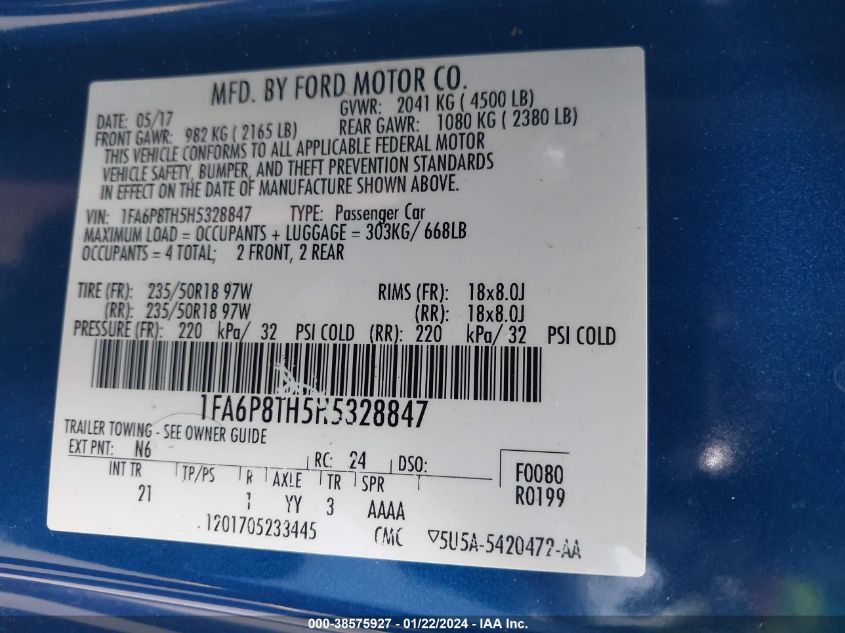 MFD. BY FORD MOTOR CO.
DATE: 05/17 GVWR: 2041 KG ( 4500 LB)
FRONT GAWR: 982 KG ( 2165 LB) REAR GAWR: 1080 KG ( 2380 LB)
THIS VEHICLE CONFORMS TO ALL APPLICABLE FEDERAL MOTOR
VEHICLE SAFETY, BUMPER, AND THEFT PREVENTION STANDARDS
IN EFFECT ON THE DATE OF MANUFACTURE SHOWN ABOVE.
VIN: 1FA6P8TH5H5328847 TYPE: Passenger Car
MAXIMUM LOAD = OCCUPANTS + LUGGAGE = 303KG/ 668LB
OCCUPANTS = 4 TOTAL; 2 FRONT, 2 REAR
TIRE (FR): 235/50R18 97W RIMS (FR): 18x8.0J
(RR): 235/50R18 97W (RR): 18x8.0J
PRESSURE (FR): 220 kPa/ 32 PSI COLD (RR): 220 kPa/ 32 PSI COLD
1FA6P8TH5H5328847
TRAILER TOWING - SEE OWNER GUIDE
EXT PNT: N6 RC: 24 DSO: F0080
INT TR TP/PS R AXLE TR SPR R0199
21 1 YY 3 AAAA
1201705233445 CMC ▽5U5A-5420472-AA
000-38575927 - 01/22/2024 - IAA Inc.